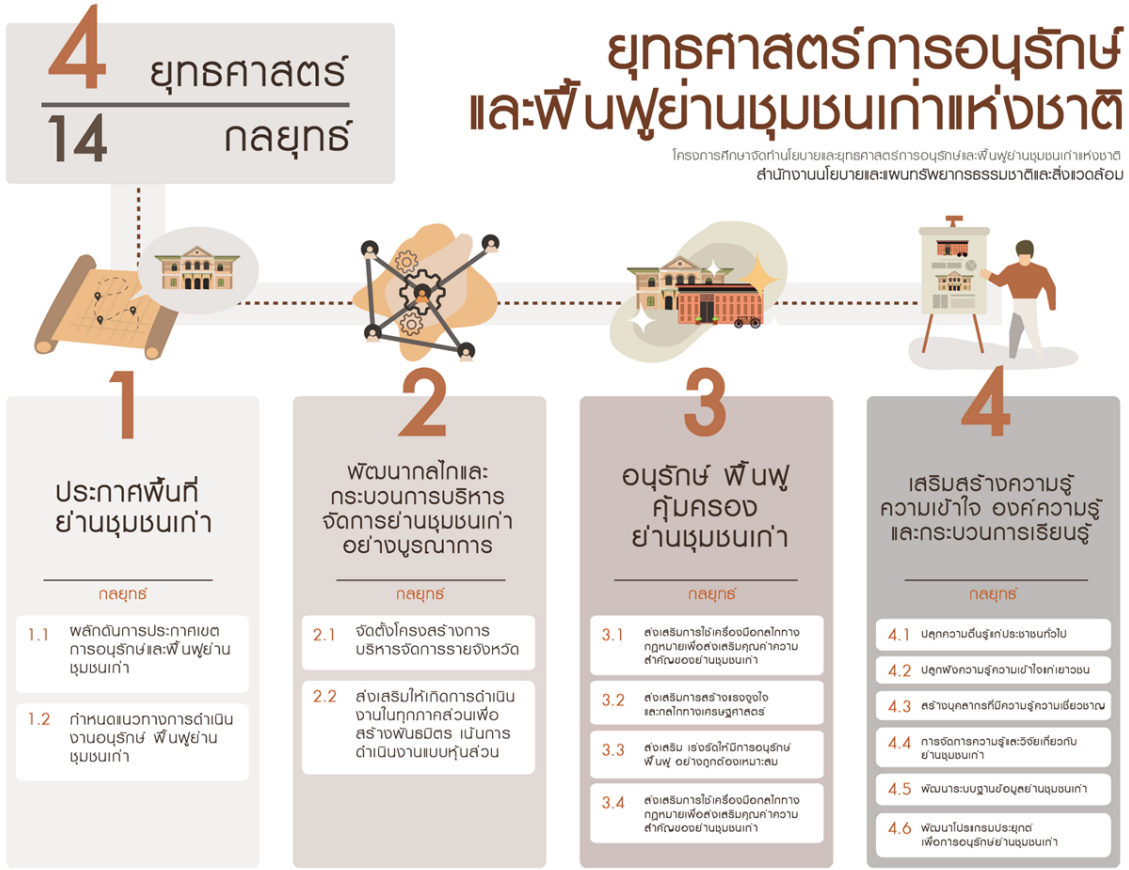 4 ยุทธศาสตร์
14 กลยุทธ์
ยุทธศาสตร์การอนุรักษ์
และฟื้นฟูย่านชุมชนเก่าแห่งชาติ
โครงการศึกษาจัดทำนโยบายและยุทธศาสตร์การอนุรักษ์และฟื้นฟูย่านชุมชนเก่าแห่งชาติ
สำนักงานนโยบายและแผนทรัพยากรธรรมชาติและสิ่งแวดล้อม
1
ประกาศพื้นที่
ย่านชุมชนเก่า
กลยุทธ์
1.1 ผลักดันการประกาศเขต
การอนุรักษ์และฟื้นฟูย่าน
ชุมชนเก่า
1.2 กำหนดแนวทางการดำเนิน
งานอนุรักษ์ ฟื้นฟูย่าน
ชุมชนเก่า
2
พัฒนากลไกและ
กระบวนการบริหาร
จัดการย่านชุมชนเก่า
อย่างบูรณาการ
กลยุทธ์
2.1 จัดตั้งโครงสร้างการ
บริหารจัดการรายจังหวัด
2.2 ส่งเสริมให้เกิดการดำเนิน
งานในทุกภาคส่วนเพื่อ
สร้างพันธมิตร เน้นการ
ดำเนินงานแบบหุ้นส่วน
3
อนุรักษ์ ฟื้นฟู
คุ้มครอง
ย่านชุมชนเก่า
กลยุทธ์
3.1 ส่งเสริมการใช้เครื่องมือกลไกทาง
กฎหมายเพื่อส่งเสริมคุณค่าความ
สำคัญของย่านชุมชนเก่า
3.2 ส่งเสริมการสร้างแรงจูงใจ
และกลไกทางเศรษฐศาสตร์
3.3 ส่งเสริม เร่งรัดให้มีการอนุรักษ์
ฟื้นฟู อย่างถูกต้องเหมาะสม
3.4 ส่งเสริมการใช้เครื่องมือกลไกทาง
กฎหมายเพื่อส่งเสริมคุณค่าความ
สำคัญของย่านชุมชนเก่า
4
เสริมสร้างความรู้
ความเข้าใจ องค์ความรู้
และกระบวนการเรียนรู้
กลยุทธ์
4.1 ปลุกความตื่นรู้แก่ประชาชนทั่วไป
4.2 ปลูกฟังความรู้ความเข้าใจแก่เยาวชน
4.3 สร้างบุคลากรที่มีความรู้ความเชี่ยวชาญ
4.4 การจัดการความรู้และวิจัยเกี่ยวกับ
ย่านชุมชนเก่า
4.5 พัฒนาระบบฐานข้อมูลย่านชุมชนเก่า
4.6 พัฒนาโปรแกรมประยุกต์
เพื่อการอนุรักษ์ย่านชุมชนเก่า